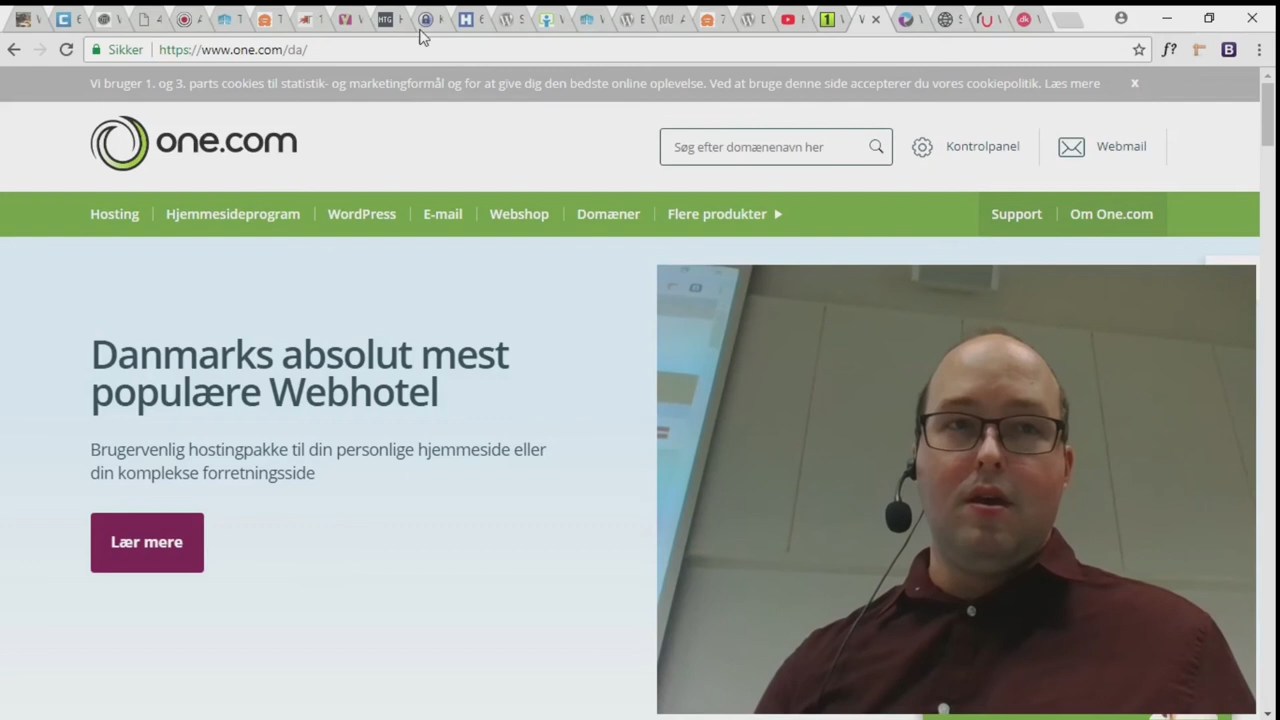 HTG
1
dk
Sikker https://www.one.com/da/
f?
B
Vi bruger 1. og 3. parts cookies til statistik- og marketingformål og for at give dig den bedste online oplevelse. Ved at bruge denne side accepterer du vores cookiepolitik. Læs mere x
one.com
Søg efter domænenavn her
Kontrolpanel
Webmail
Hosting
Hjemmesideprogram
WordPress
E-mail
Webshop
Domæner
Flere produkter
Support
Om One.com
Danmarks absolut mest
populære Webhotel
Brugervenlig hostingpakke til din personlige hjemmeside eller
din komplekse forretningsside
Lær mere